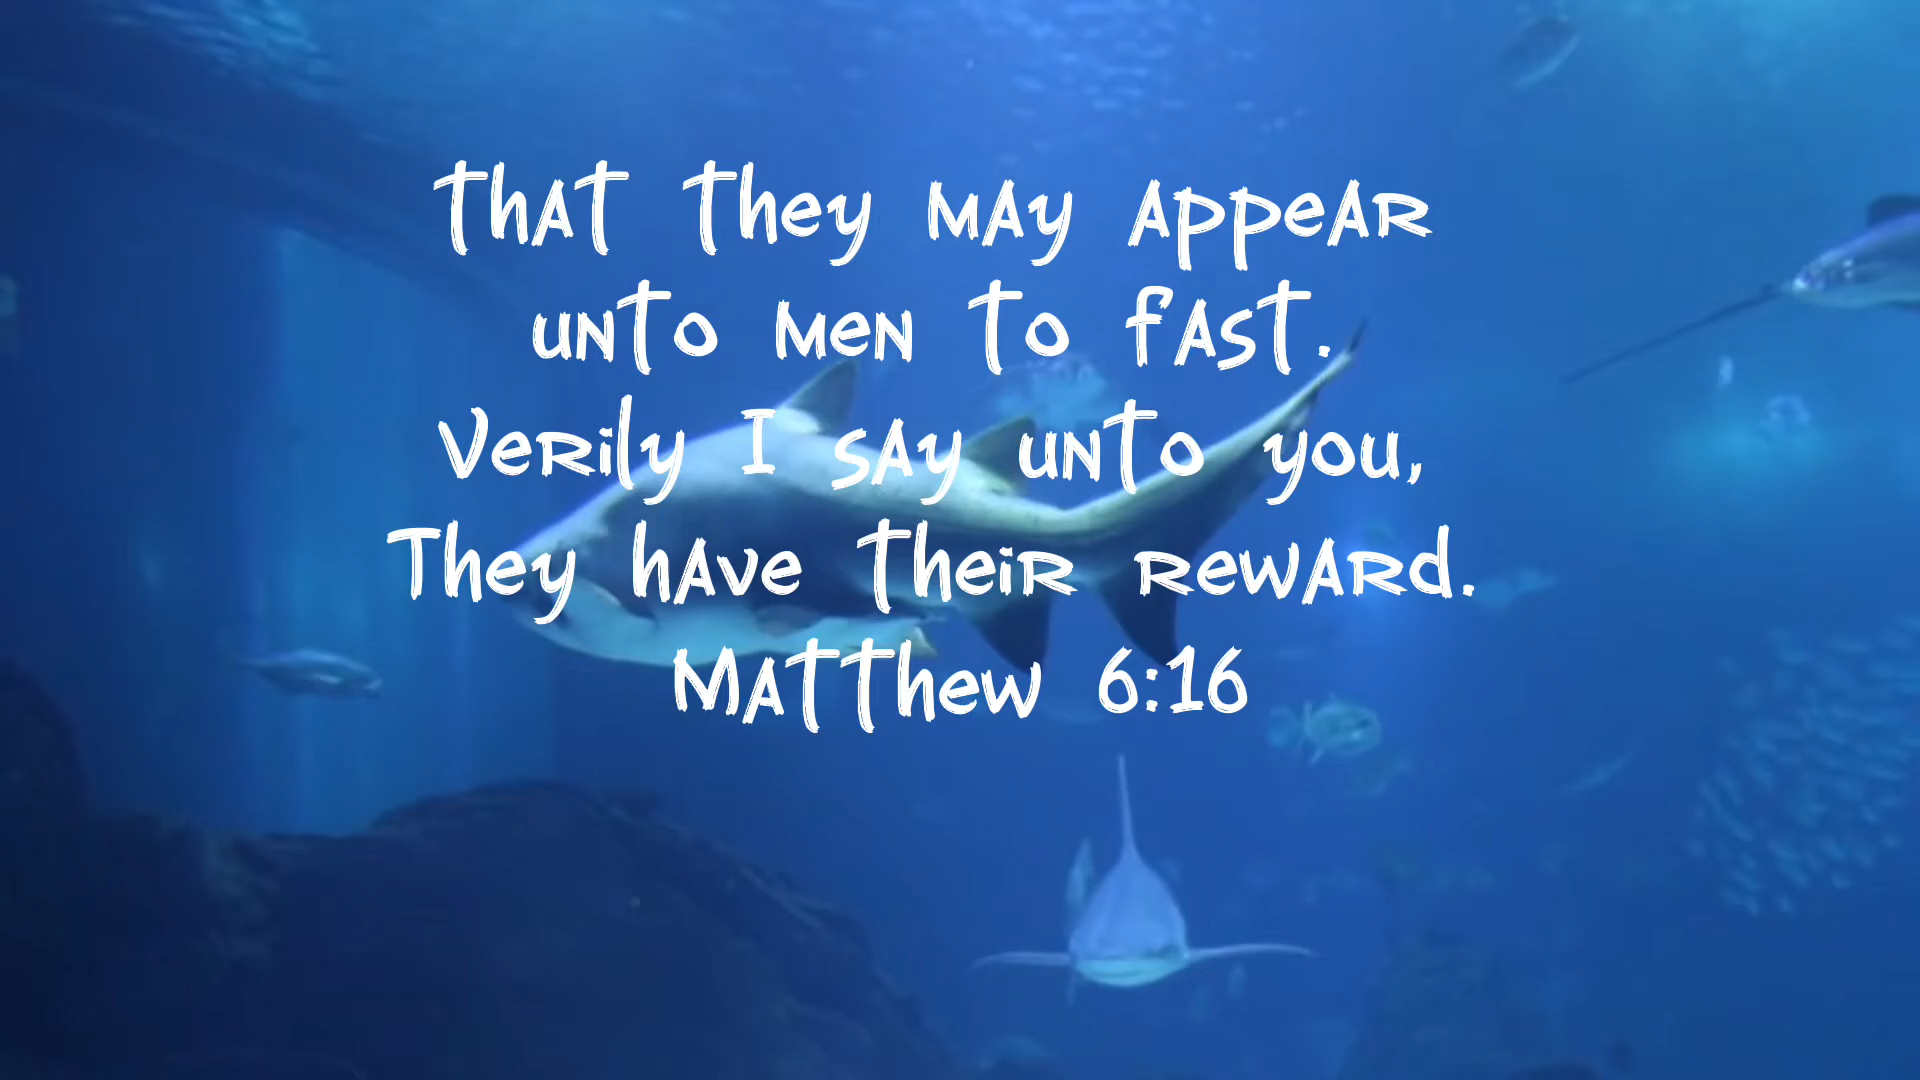 that they may appear
unto men to fast.
Verily I say unto you,
They have their reward.
Matthew 6:16